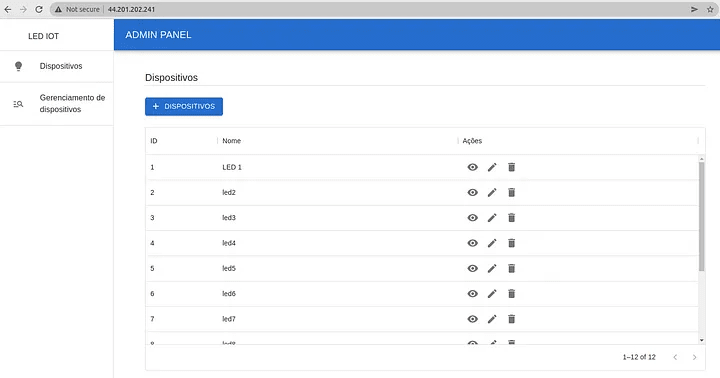 Not secure | 44.201.202.241
LED IOT
ADMIN PANEL
Dispositivos
Gerenciamento de
dispositivos
Dispositivos
+ DISPOSITIVOS
ID Nome Ações
1 LED 1
2 led2
3 led3
4 led4
5 led5
6 led6
7 led7
8 led8
1–12 of 12